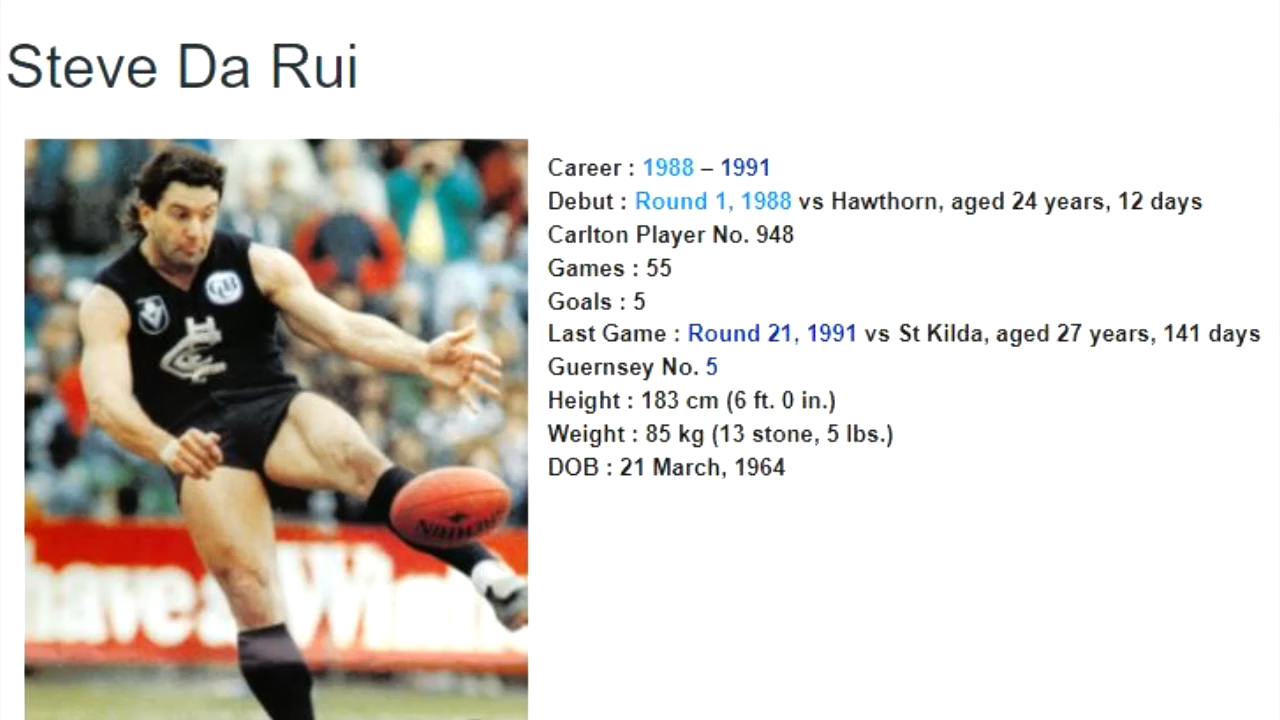 Steve Da Rui
Career : 1988 – 1991
Debut : Round 1, 1988 vs Hawthorn, aged 24 years, 12 days
Carlton Player No. 948
Games : 55
Goals : 5
Last Game : Round 21, 1991 vs St Kilda, aged 27 years, 141 days
Guernsey No. 5
Height : 183 cm (6 ft. 0 in.)
Weight : 85 kg (13 stone, 5 lbs.)
DOB : 21 March, 1964
have a Win